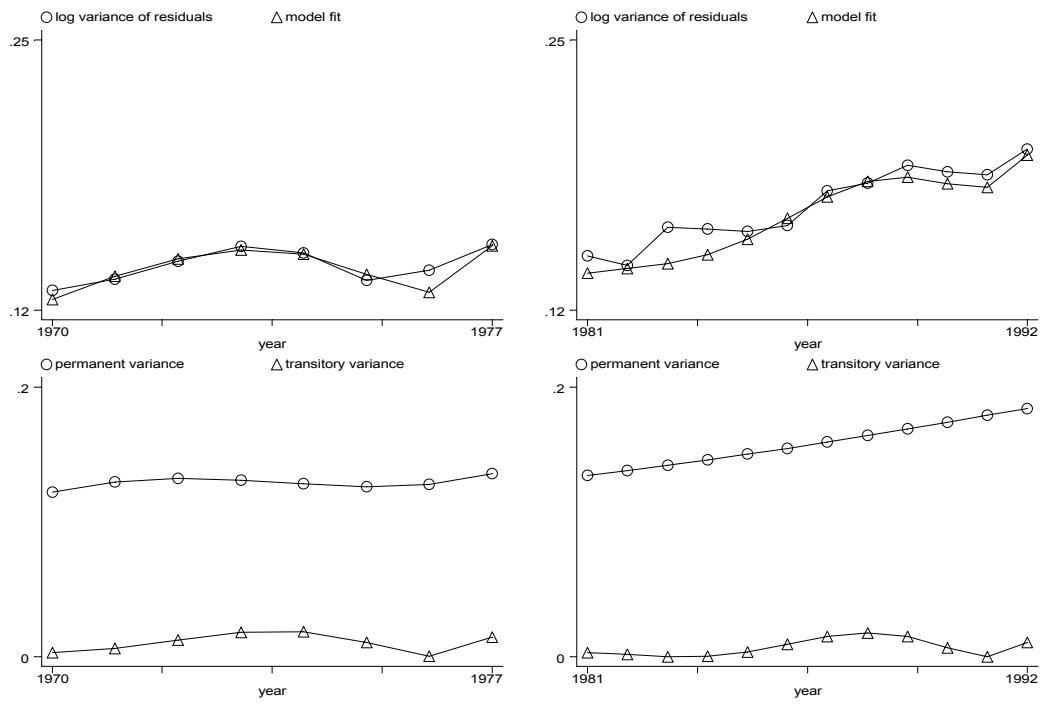 log variance of residuals model fit
.25
.12
1970 1977
year
log variance of residuals model fit
.25
.12
1981 1992
year
permanent variance transitory variance
.2
0
1970 1977
year
permanent variance transitory variance
.2
0
1981 1992
year